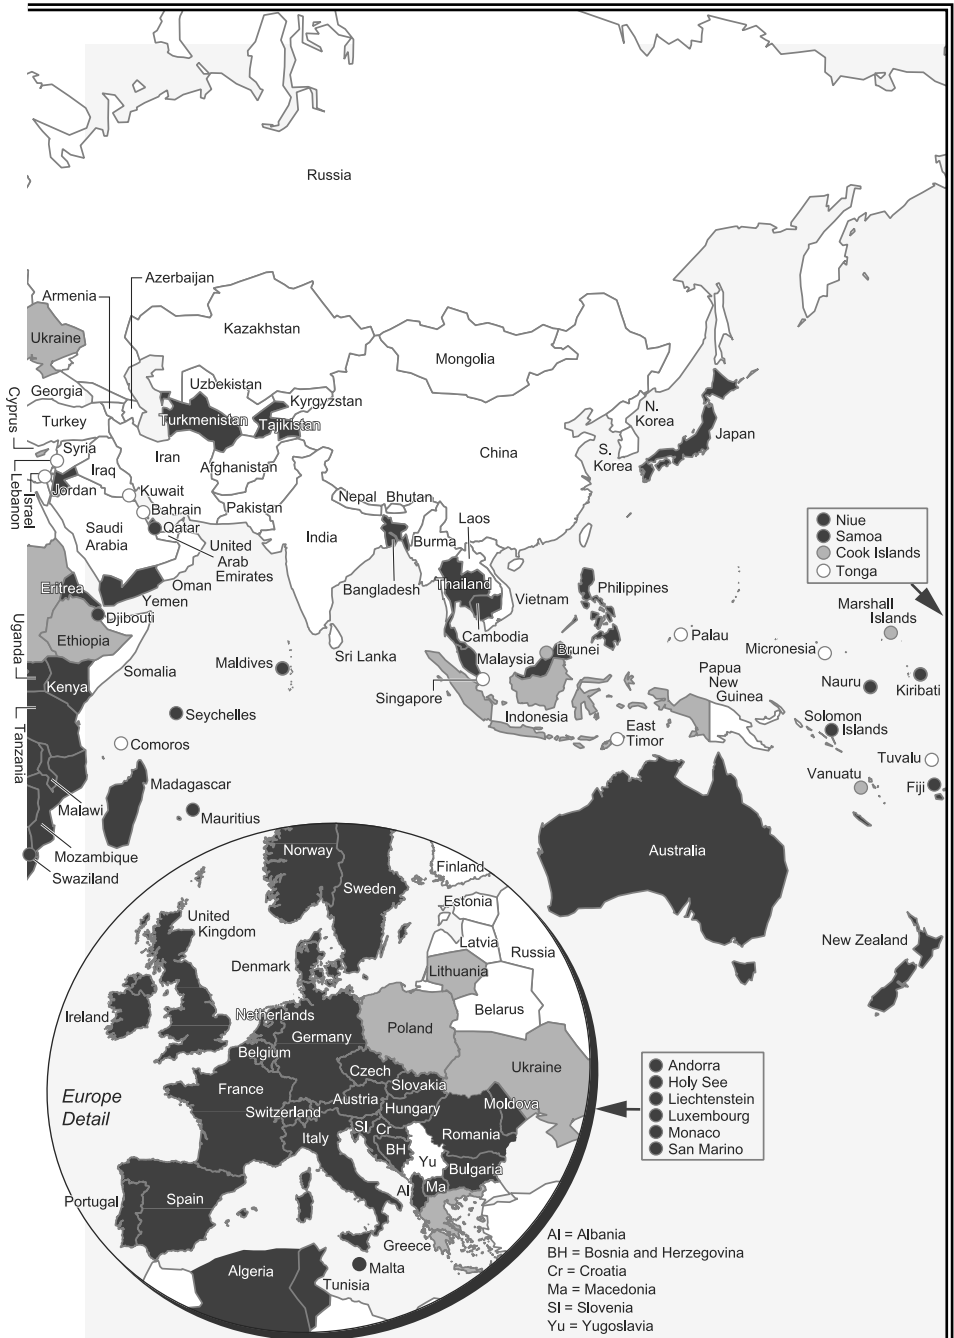 Russia
Azerbaijan
Armenia
Kazakhstan
Ukraine
Mongolia
Uzbekistan
Georgia
Kyrgyzstan
N.
Korea
Cyprus
Turkey
Turkmenistan
Tajikistan
Japan
S.
Korea
Syria
Iran
China
Iraq
Afghanistan
Lebanon
Israel
Jordan
Kuwait
Nepal
Bhutan
Bahrain
Pakistan
Laos
Niue
Samoa
Cook Islands
Tonga
Saudi
Arabia
Qatar
India
Burma
United
Arab
Emirates
Oman
Eritrea
Yemen
Bangladesh
Thailand
Philippines
Vietnam
Djibouti
Marshall
Islands
Ethiopia
Cambodia
Palau
Uganda
Somalia
Maldives
Sri Lanka
Malaysia
Brunei
Micronesia
Papua
New
Guinea
Kenya
Singapore
Nauru
Kiribati
Seychelles
Indonesia
Solomon
Islands
Tanzania
Comoros
East
Timor
Tuvalu
Vanuatu
Fiji
Madagascar
Malawi
Mauritius
Mozambique
Australia
Swaziland
Norway
Finland
Sweden
Estonia
United
Kingdom
Latvia
Russia
New Zealand
Denmark
Lithuania
Belarus
Ireland
Netherlands
Poland
Germany
Belgium
Ukraine
Czech
Andorra
Holy See
Liechtenstein
Luxembourg
Monaco
San Marino
Europe
Detail
France
Slovakia
Austria
Moldova
Switzerland
Hungary
SI
Cr
Italy
Romania
BH
Yu
Bulgaria
Portugal
Spain
Al
Ma
Greece
Algeria
Malta
Tunisia
Al = Albania
BH = Bosnia and Herzegovina
Cr = Croatia
Ma = Macedonia
Sl = Slovenia
Yu = Yugoslavia